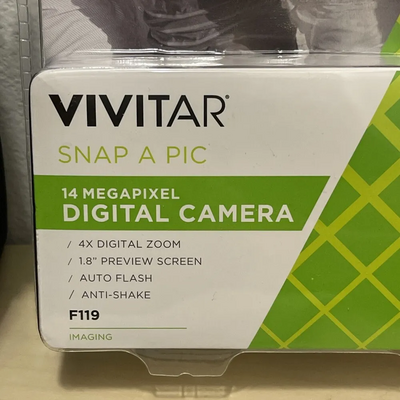 VIVITAR®
SNAP A PIC
14 MEGAPIXEL
DIGITAL CAMERA
/ 4X DIGITAL ZOOM
/ 1.8" PREVIEW SCREEN
/ AUTO FLASH
/ ANTI-SHAKE
F119
IMAGING